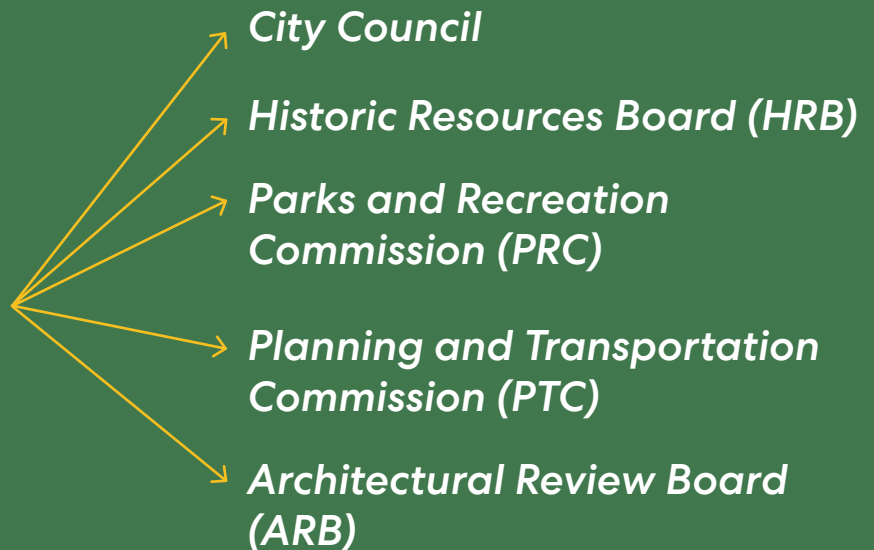 City Council
Historic Resources Board (HRB)
Parks and Recreation
Commission (PRC)
Planning and Transportation
Commission (PTC)
Architectural Review Board
(ARB)